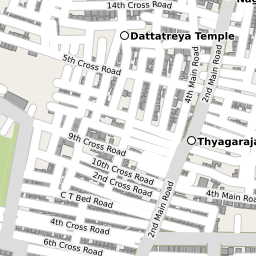 14th Cross Road
Dattatreya Temple
5th Cross Road
4th Main Road
2nd Main Road
Thyagaraja
9th Cross Road
10th Cross Road
2nd Cross Road
4th Main Road
C T Bed Road
2nd Main Road
4th Cross Road
6th Cross Road